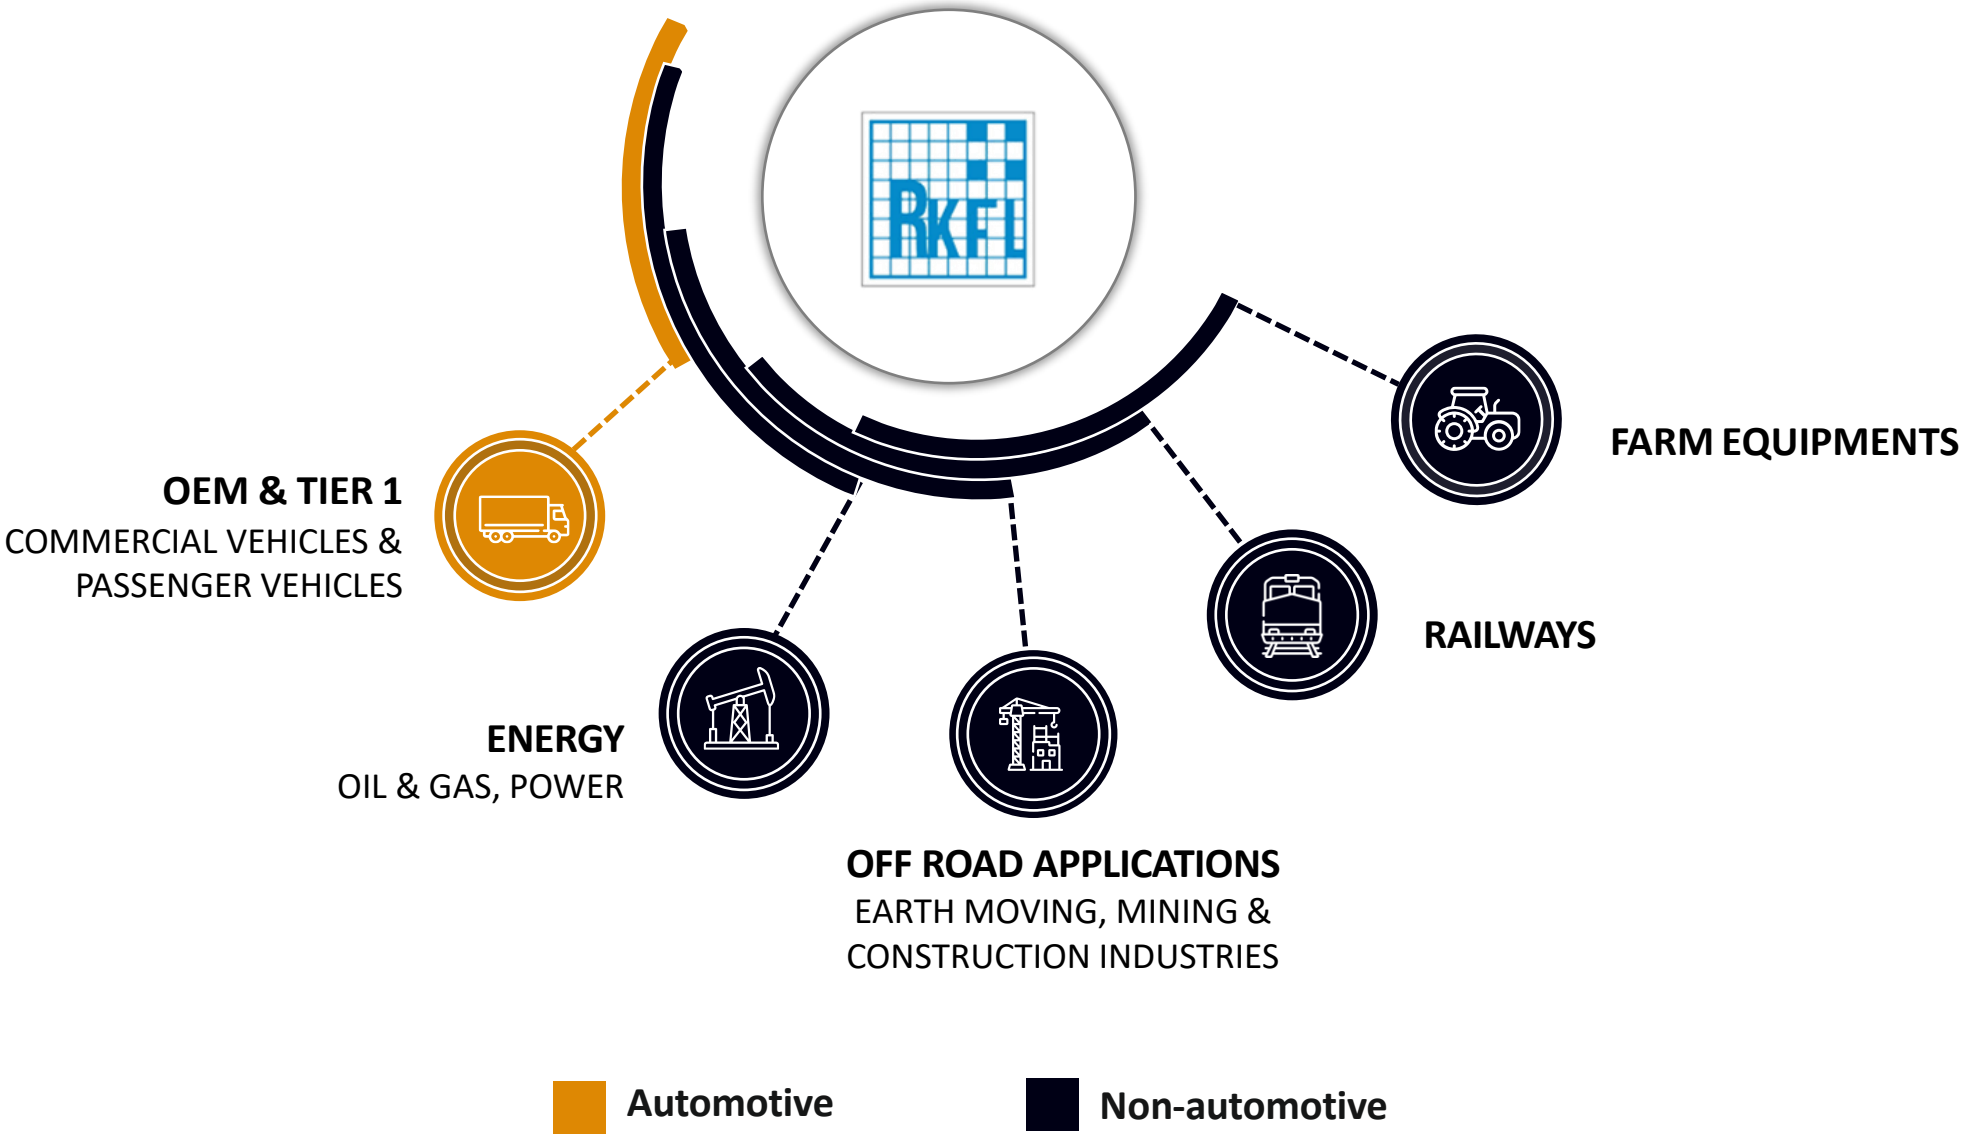 RKFL
OEM & TIER 1
COMMERCIAL VEHICLES &
PASSENGER VEHICLES
ENERGY
OIL & GAS, POWER
OFF ROAD APPLICATIONS
EARTH MOVING, MINING &
CONSTRUCTION INDUSTRIES
RAILWAYS
FARM EQUIPMENTS
Automotive
Non-automotive